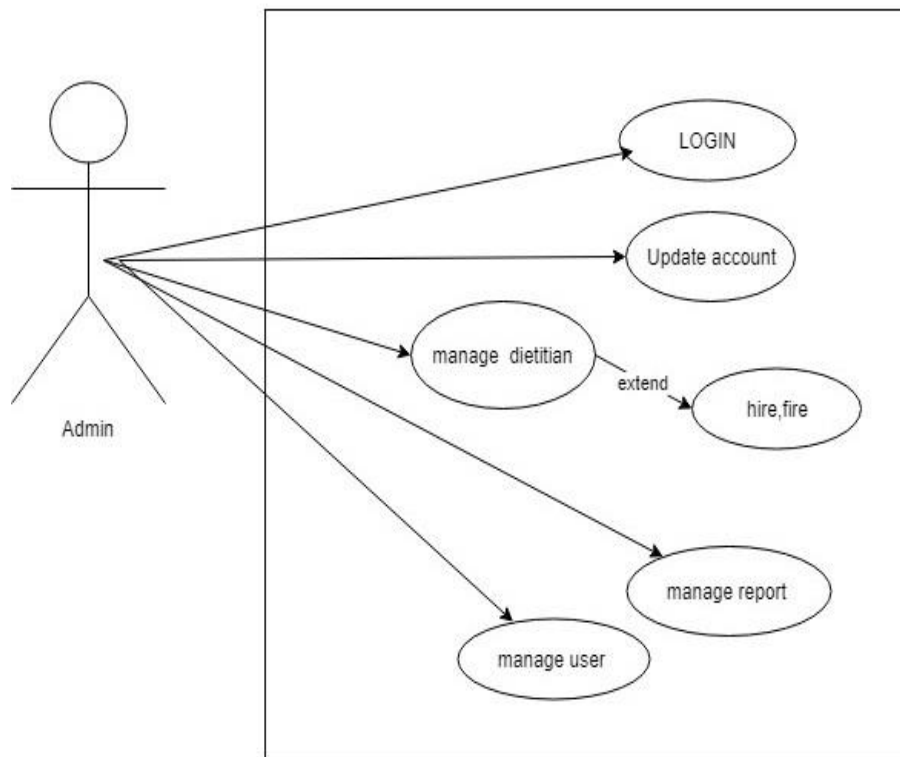 LOGIN
Update account
manage dietitian
extend
hire,fire
Admin
manage report
manage user